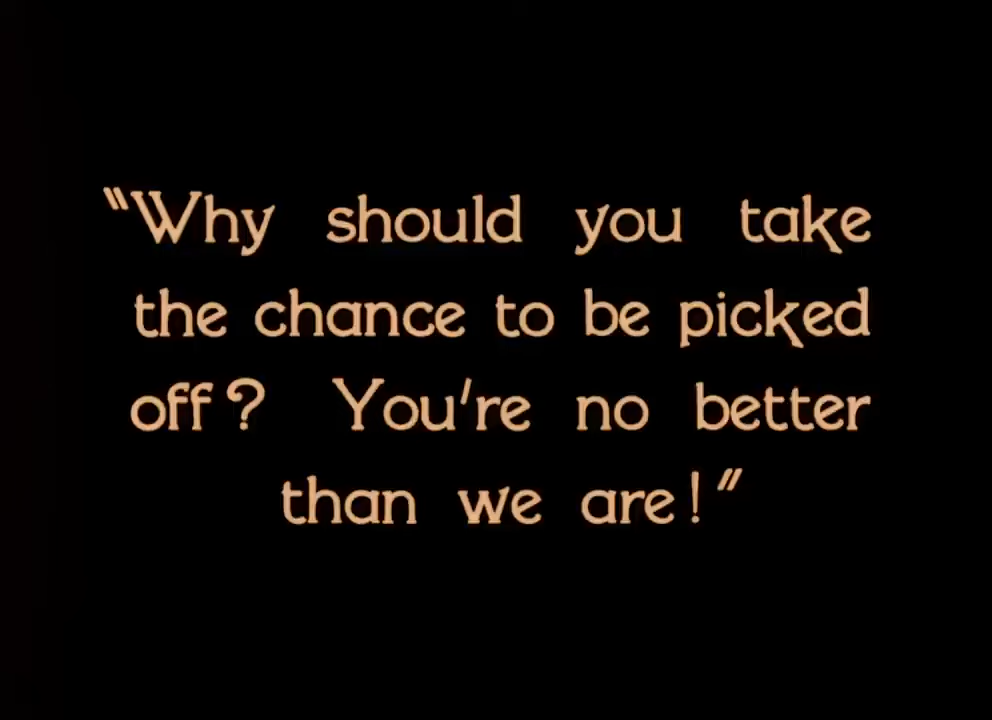 "Why should you take
the chance to be picked
off? You're no better
than we are!"